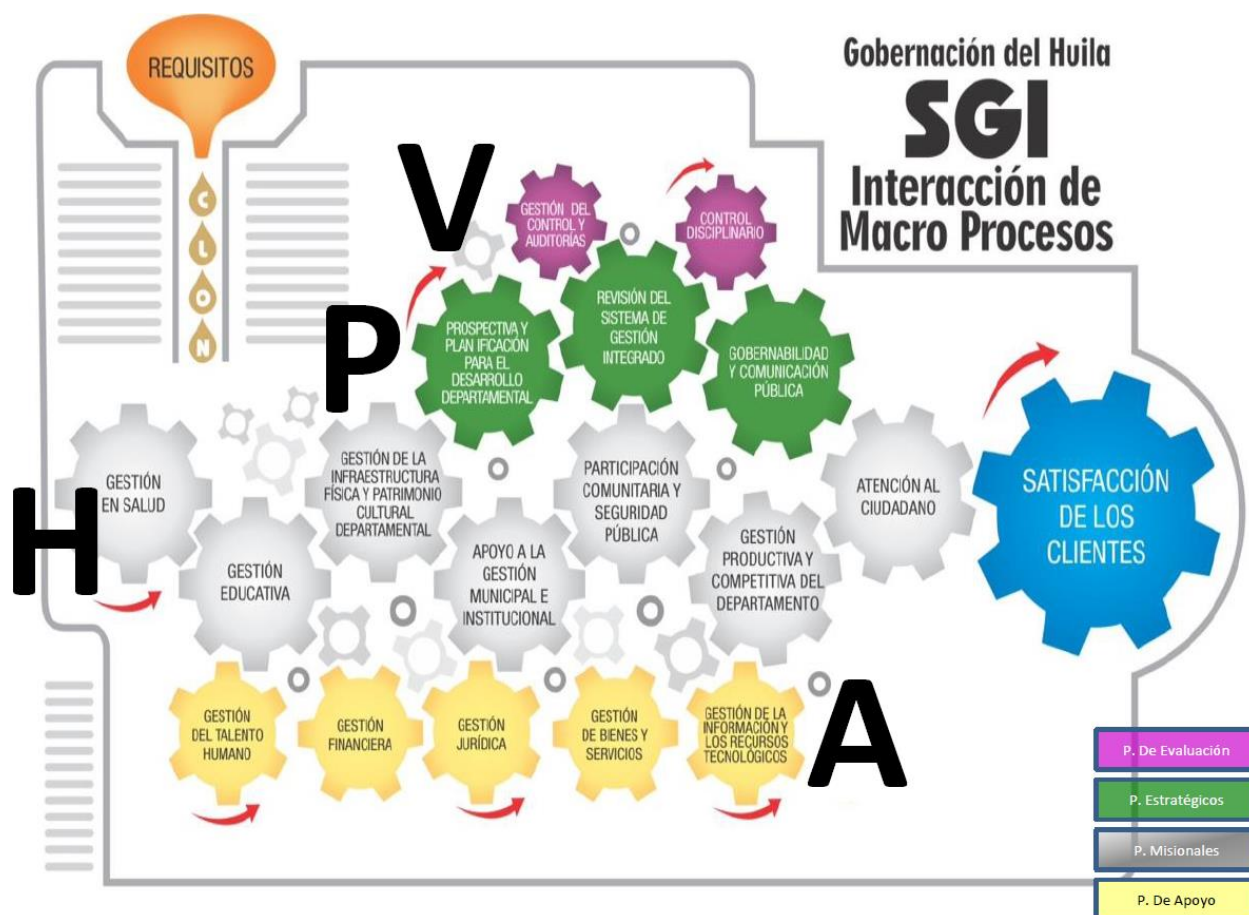 REQUISITOS
C
L
O
N
Gobernación del Huila
SGI
Interacción de
Macro Procesos
V
GESTIÓN DEL
CONTROL Y
AUDITORÍAS
CONTROL
DISCIPLINARIO
P
PROSPECTIVA Y
PLAN IFICACIÓN
PARA EL
DESARROLLO
DEPARTAMENTAL
REVISIÓN DEL
SISTEMA DE
GESTIÓN
INTEGRADO
GOBERNABILIDAD
Y COMUNICACIÓN
PÚBLICA
H
GESTIÓN
EN SALUD
GESTIÓN
EDUCATIVA
GESTIÓN DE LA
INFRAESTRUCTURA
FÍSICA Y PATRIMONIO
CULTURAL
DEPARTAMENTAL
APOYO A LA
GESTIÓN
MUNICIPAL E
INSTITUCIONAL
PARTICIPACIÓN
COMUNITARIA Y
SEGURIDAD
PÚBLICA
GESTIÓN
PRODUCTIVA Y
COMPETITIVA DEL
DEPARTAMENTO
ATENCIÓN AL
CIUDADANO
SATISFACCIÓN
DE LOS
CLIENTES
GESTIÓN
DEL TALENTO
HUMANO
GESTIÓN
FINANCIERA
GESTIÓN
JURÍDICA
GESTIÓN
DE BIENES Y
SERVICIOS
GESTIÓN DE LA
INFORMACIÓN Y
LOS RECURSOS
TECNOLÓGICOS
A
P. De Evaluación
P. Estratégicos
P. Misionales
P. De Apoyo